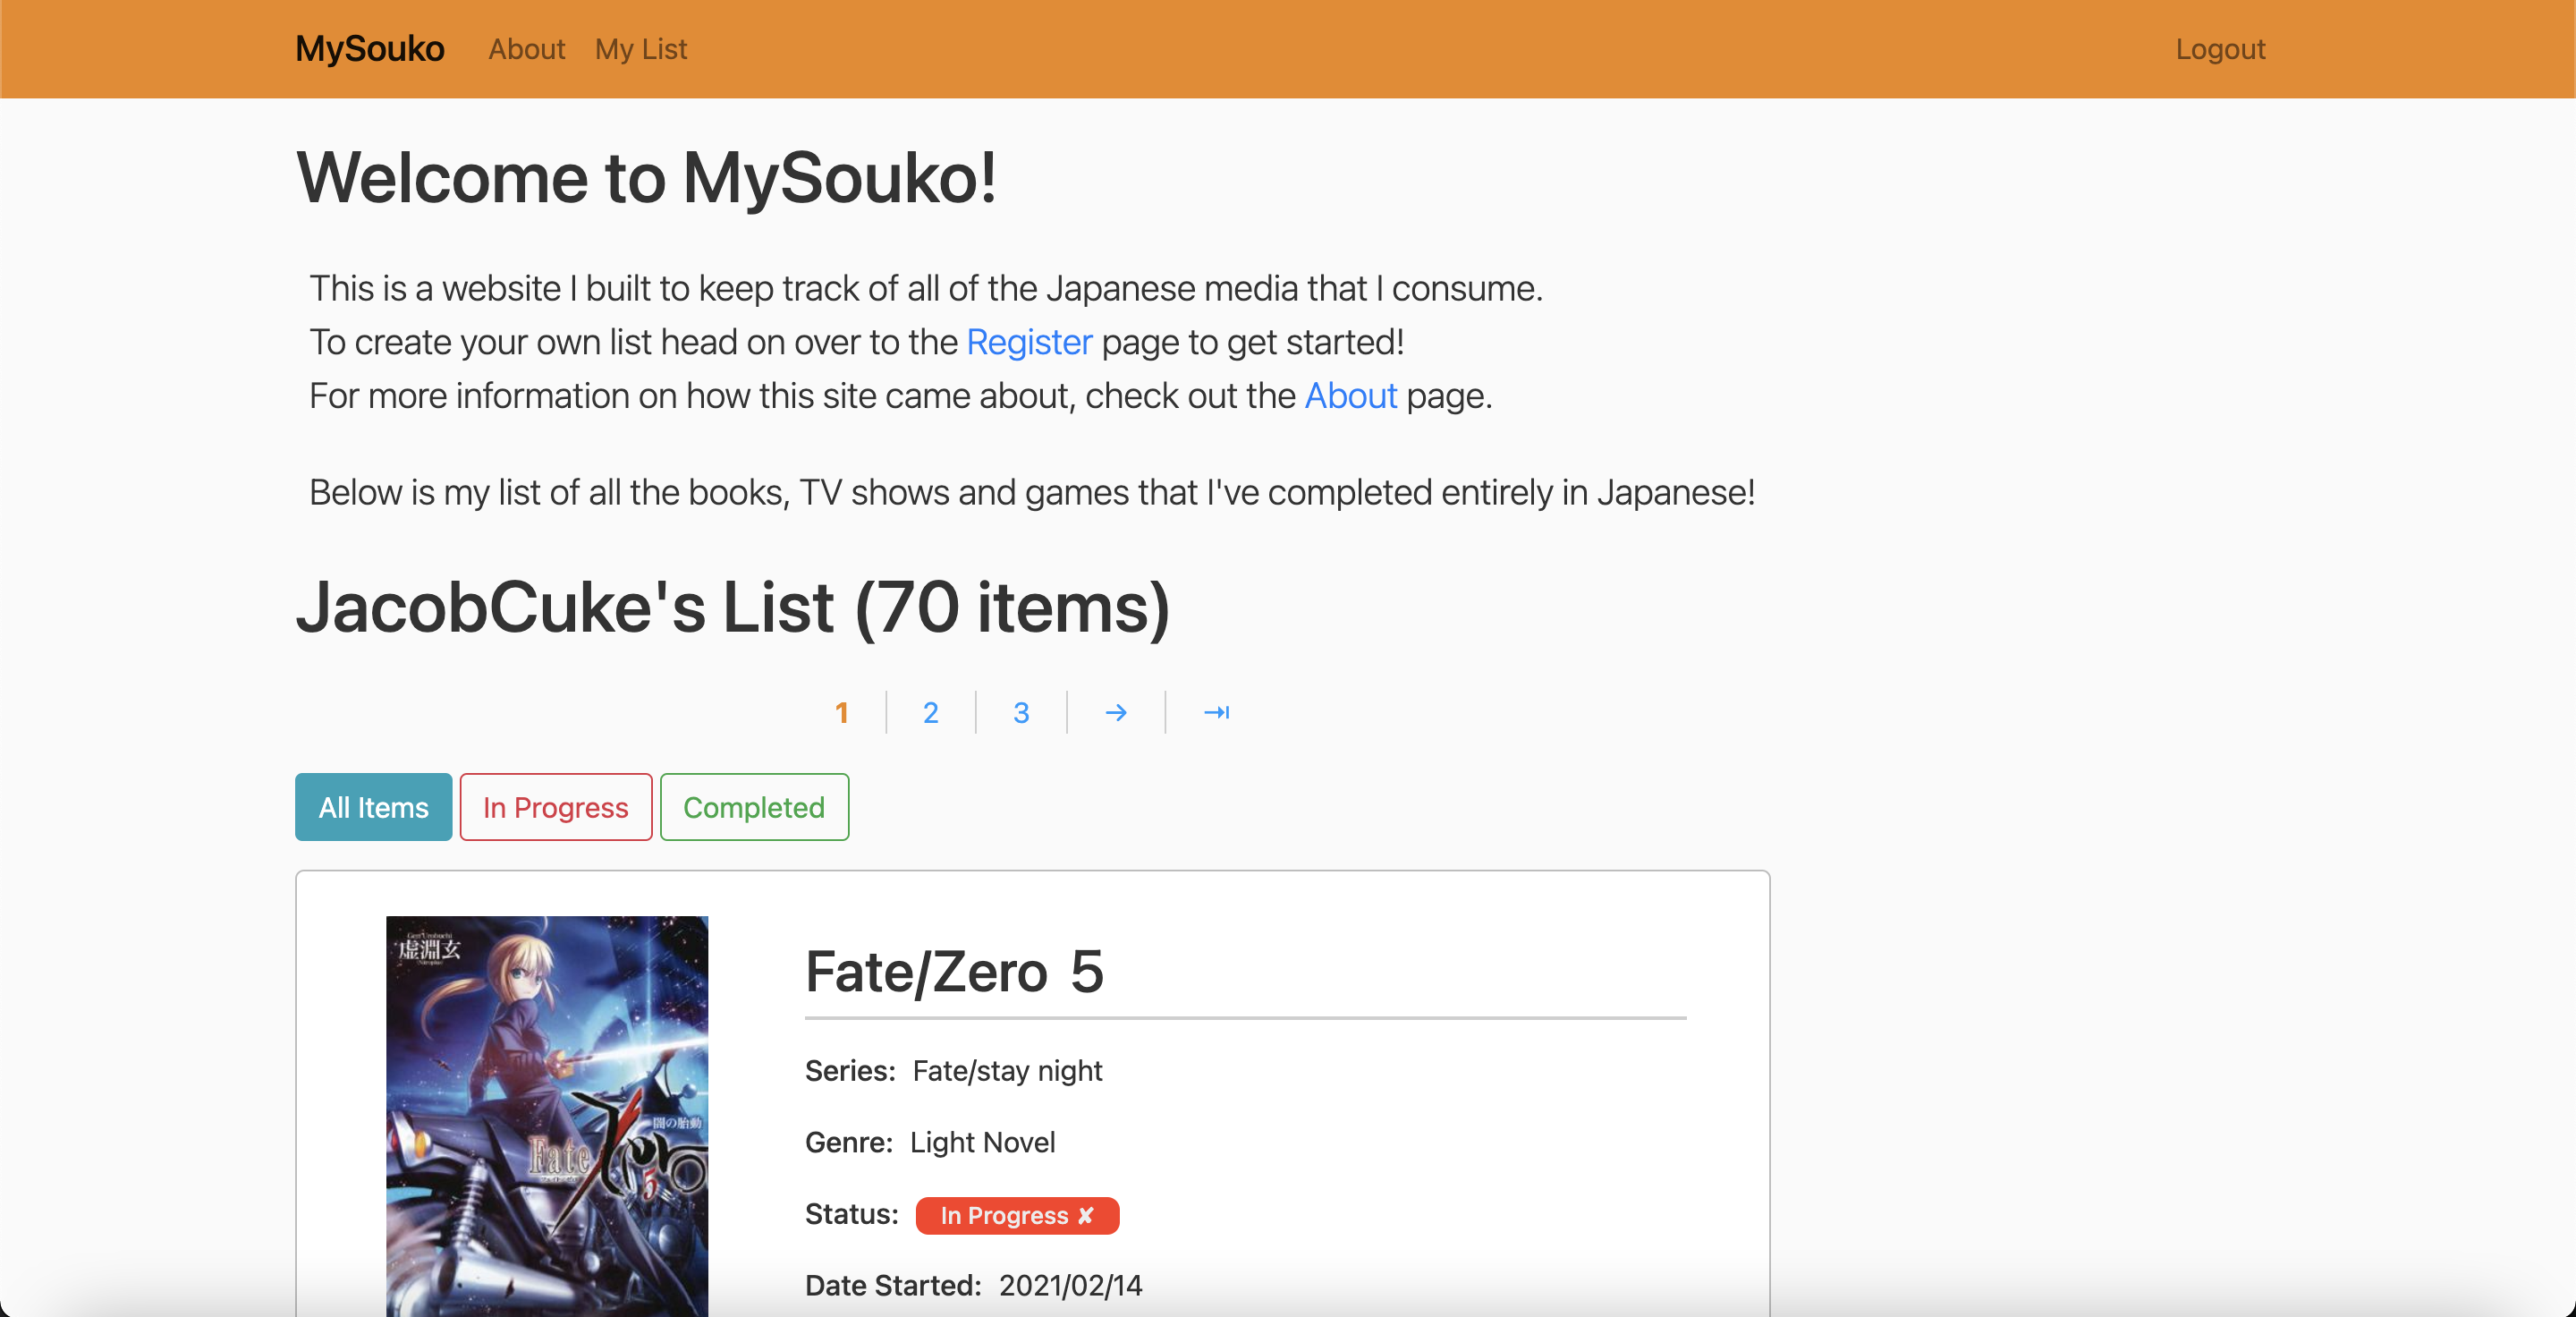 MySouko About My List Logout
Welcome to MySouko!
This is a website I built to keep track of all of the Japanese media that I consume.
To create your own list head on over to the Register page to get started!
For more information on how this site came about, check out the About page.
Below is my list of all the books, TV shows and games that I've completed entirely in Japanese!
JacobCuke's List (70 items)
1 2 3 → ⇥
All Items In Progress Completed
Gen Urobuchi
虚淵玄
闇の胎動
Fate
Zero
5
Fate/Zero 5
Series: Fate/stay night
Genre: Light Novel
Status: In Progress ✘
Date Started: 2021/02/14